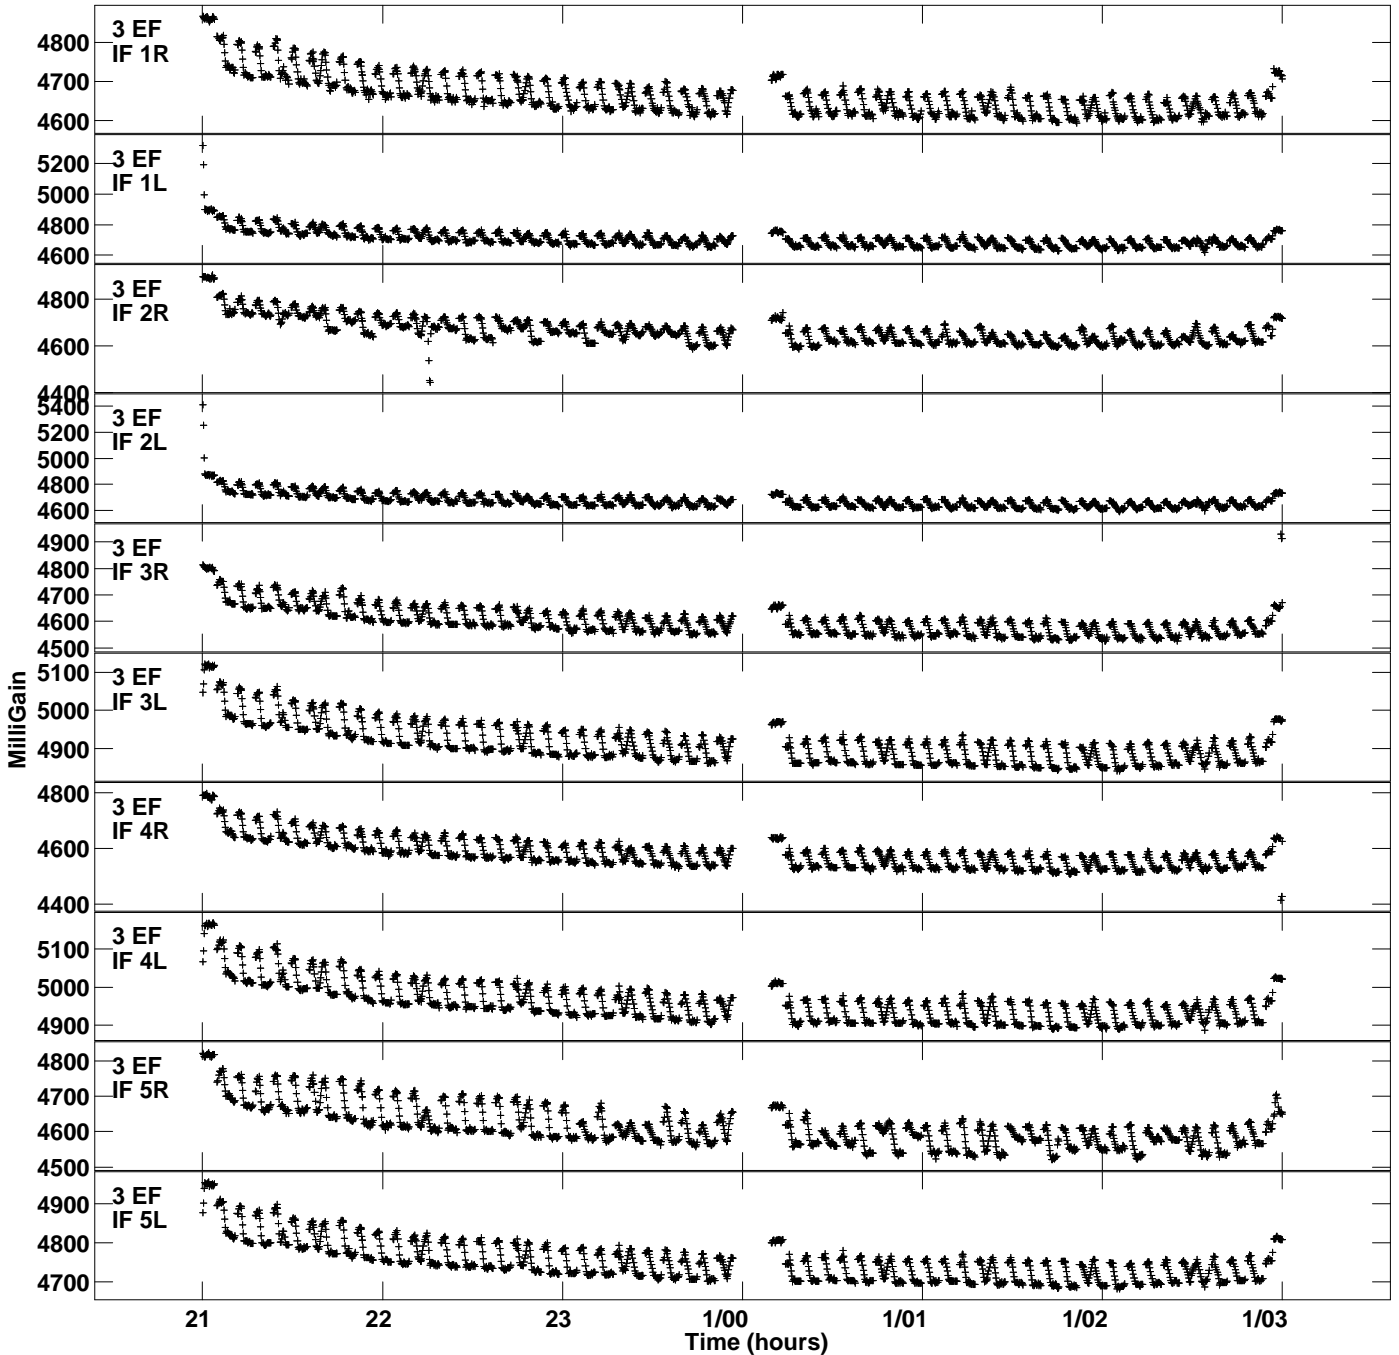 3 EF
IF 1R
4800
4700
4600
3 EF
IF 1L
5200
5000
4800
4600
3 EF
IF 2R
4800
4600
4400
3 EF
IF 2L
5400
5200
5000
4800
4600
3 EF
IF 3R
4900
4800
4700
4600
4500
3 EF
IF 3L
5100
5000
4900
MilliGain
3 EF
IF 4R
4800
4600
4400
3 EF
IF 4L
5100
5000
4900
3 EF
IF 5R
4800
4700
4600
4500
3 EF
IF 5L
4900
4800
4700
21 22 23 1/00 1/01 1/02 1/03
Time (hours)